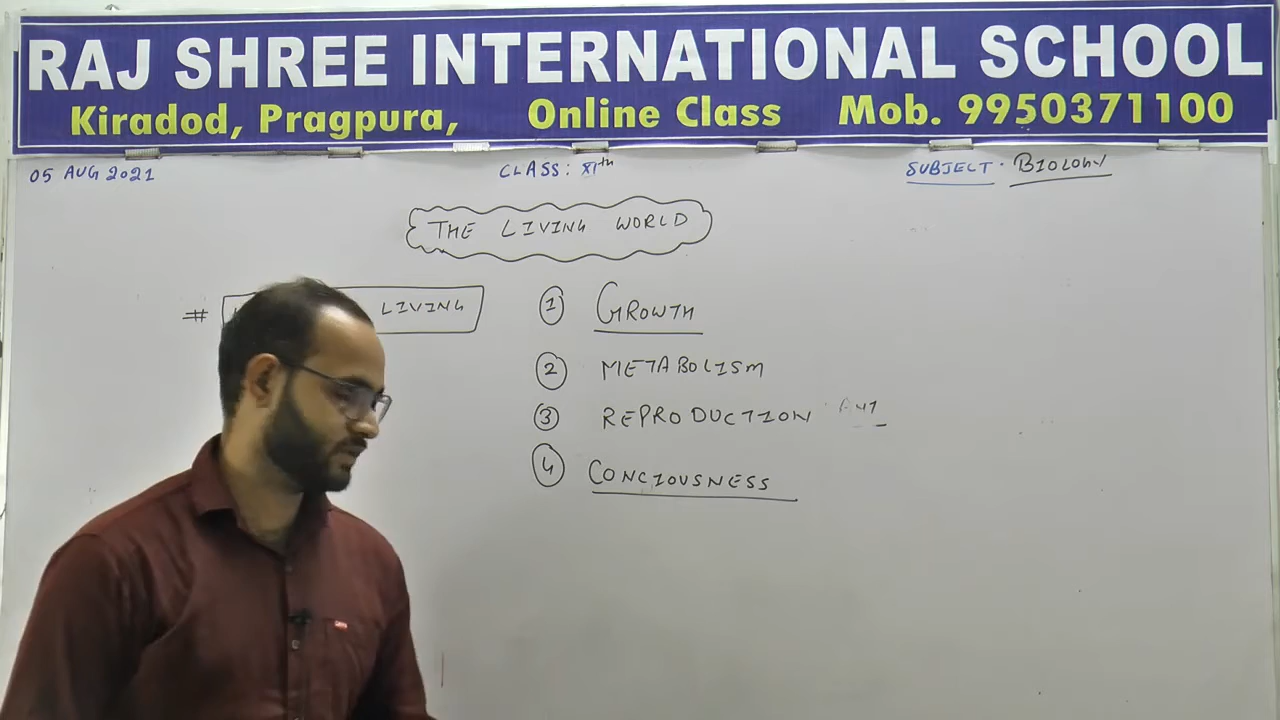 RAJ SHREE INTERNATIONAL SCHOOL
Kiradod, Pragpura, Online Class Mob. 9950371100
05 AUG 2021 CLASS: XIth SUBJECT. BIOLOGY
THE LIVING WORLD
# LIVING
1 GROWTH
2 METABOLISM
3 REPRODUCTION
4 CONCIOUSNESS